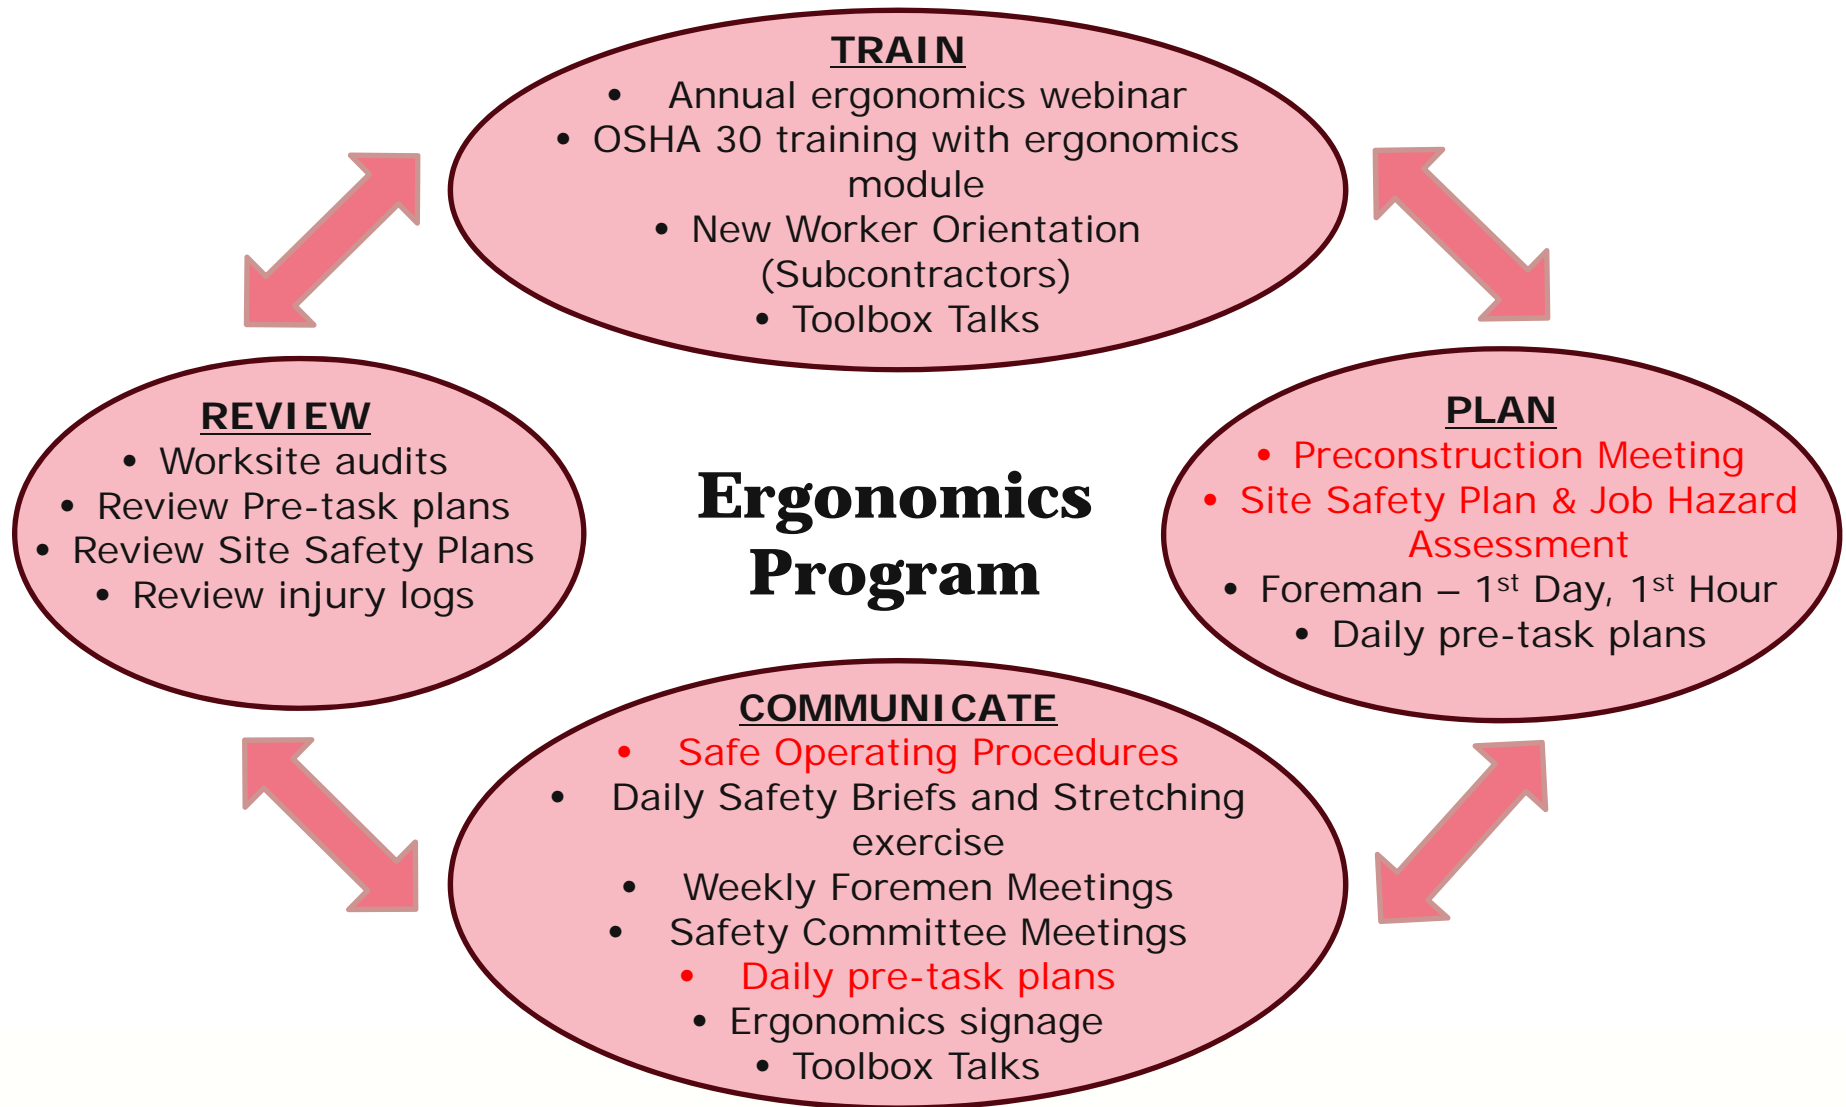 TRAIN
• Annual ergonomics webinar
• OSHA 30 training with ergonomics
module
• New Worker Orientation
(Subcontractors)
• Toolbox Talks
REVIEW
• Worksite audits
• Review Pre-task plans
• Review Site Safety Plans
• Review injury logs
Ergonomics
Program
PLAN
• Preconstruction Meeting
• Site Safety Plan & Job Hazard
Assessment
• Foreman – 1st Day, 1st Hour
• Daily pre-task plans
COMMUNICATE
• Safe Operating Procedures
• Daily Safety Briefs and Stretching
exercise
• Weekly Foremen Meetings
• Safety Committee Meetings
• Daily pre-task plans
• Ergonomics signage
• Toolbox Talks